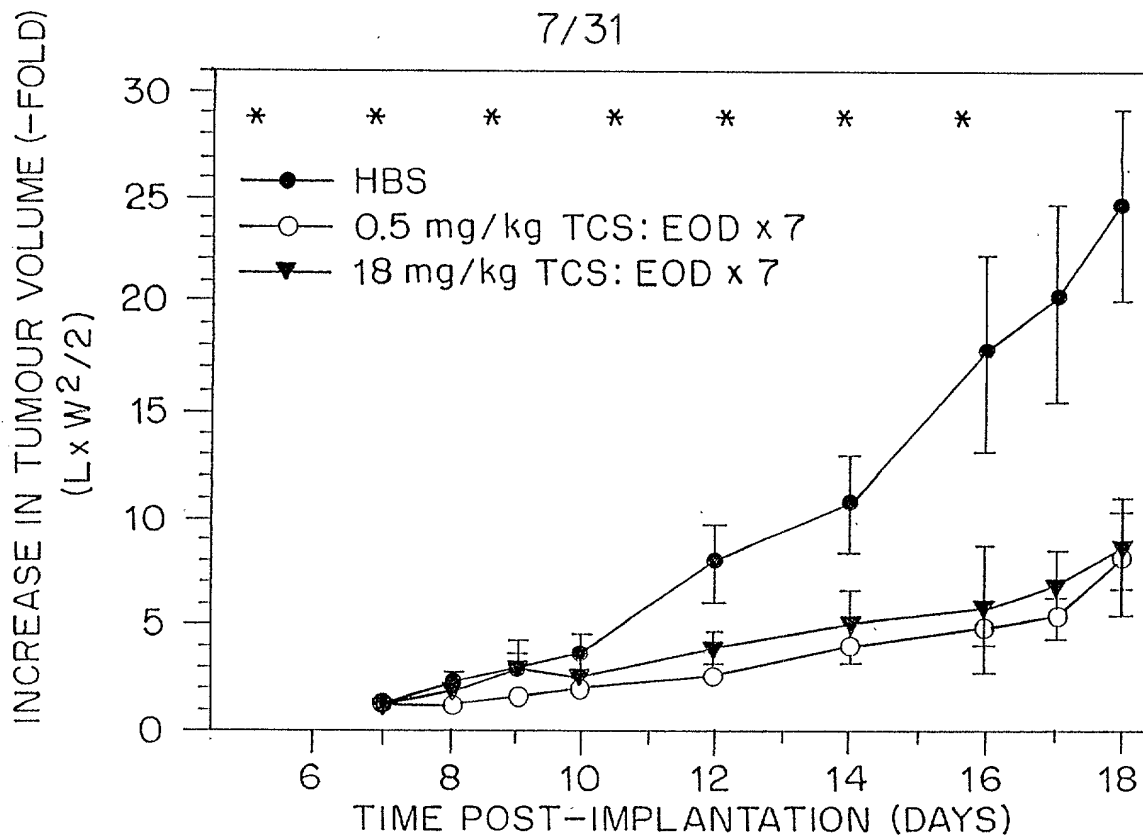 7/31
INCREASE IN TUMOUR VOLUME (-FOLD)
(L x W²/2)
30
25
20
15
10
5
0
* * * * * * *
HBS
0.5 mg/kg TCS: EOD x 7
18 mg/kg TCS: EOD x 7
6 8 10 12 14 16 18
TIME POST-IMPLANTATION (DAYS)